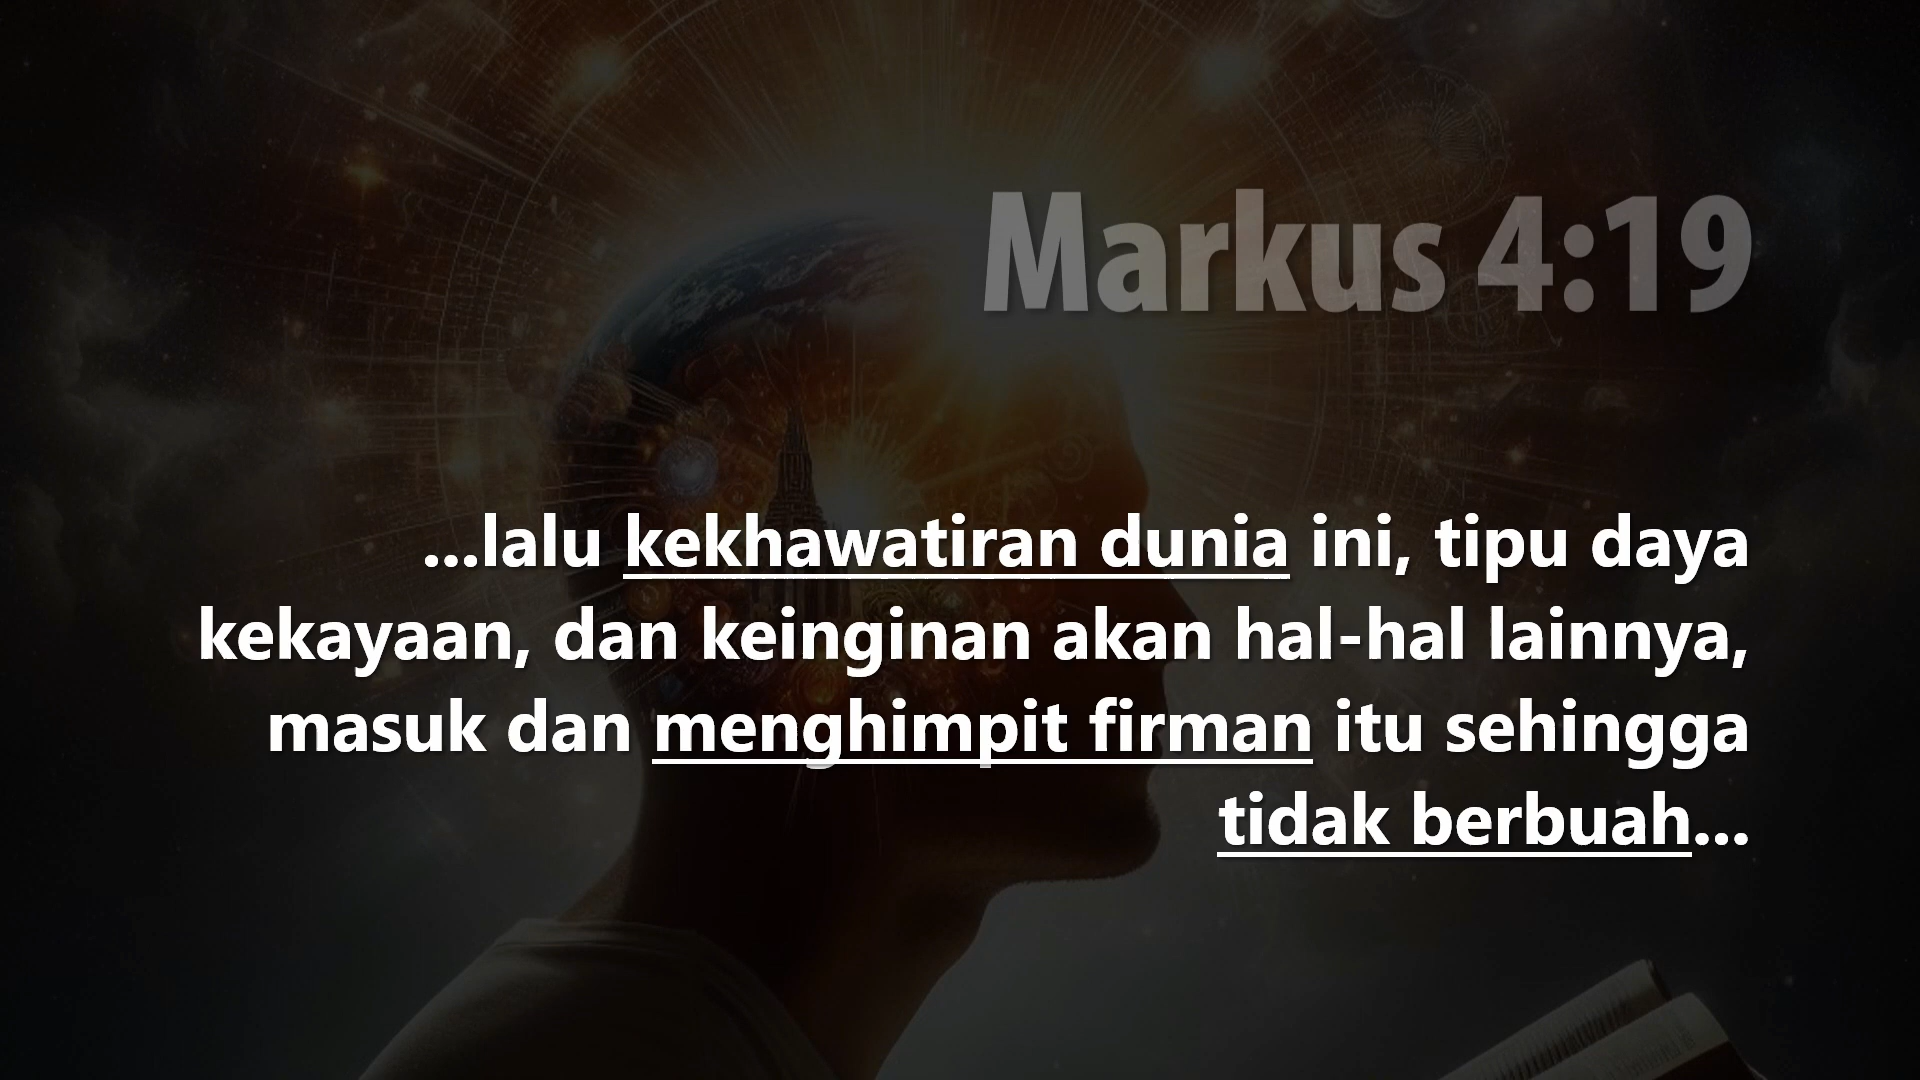 Markus 4:19
...lalu kekhawatiran dunia ini, tipu daya
kekayaan, dan keinginan akan hal-hal lainnya,
masuk dan menghimpit firman itu sehingga
tidak berbuah...